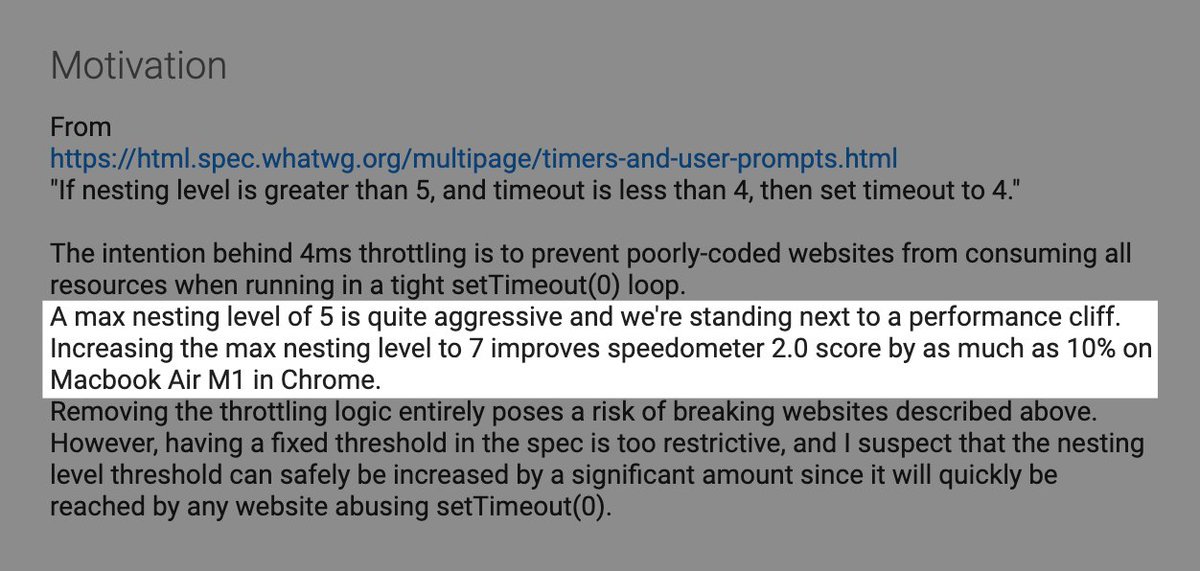 Motivation
From
https://html.spec.whatwg.org/multipage/timers-and-user-prompts.html
"If nesting level is greater than 5, and timeout is less than 4, then set timeout to 4."
The intention behind 4ms throttling is to prevent poorly-coded websites from consuming all
resources when running in a tight setTimeout(0) loop.
A max nesting level of 5 is quite aggressive and we're standing next to a performance cliff.
Increasing the max nesting level to 7 improves speedometer 2.0 score by as much as 10% on
Macbook Air M1 in Chrome.
Removing the throttling logic entirely poses a risk of breaking websites described above.
However, having a fixed threshold in the spec is too restrictive, and I suspect that the nesting
level threshold can safely be increased by a significant amount since it will quickly be
reached by any website abusing setTimeout(0).